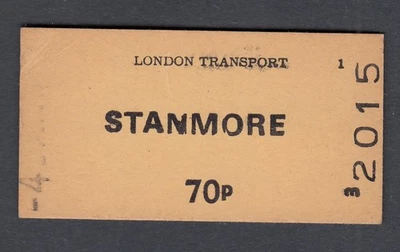 LONDON TRANSPORT
1
STANMORE
70P
3 2015